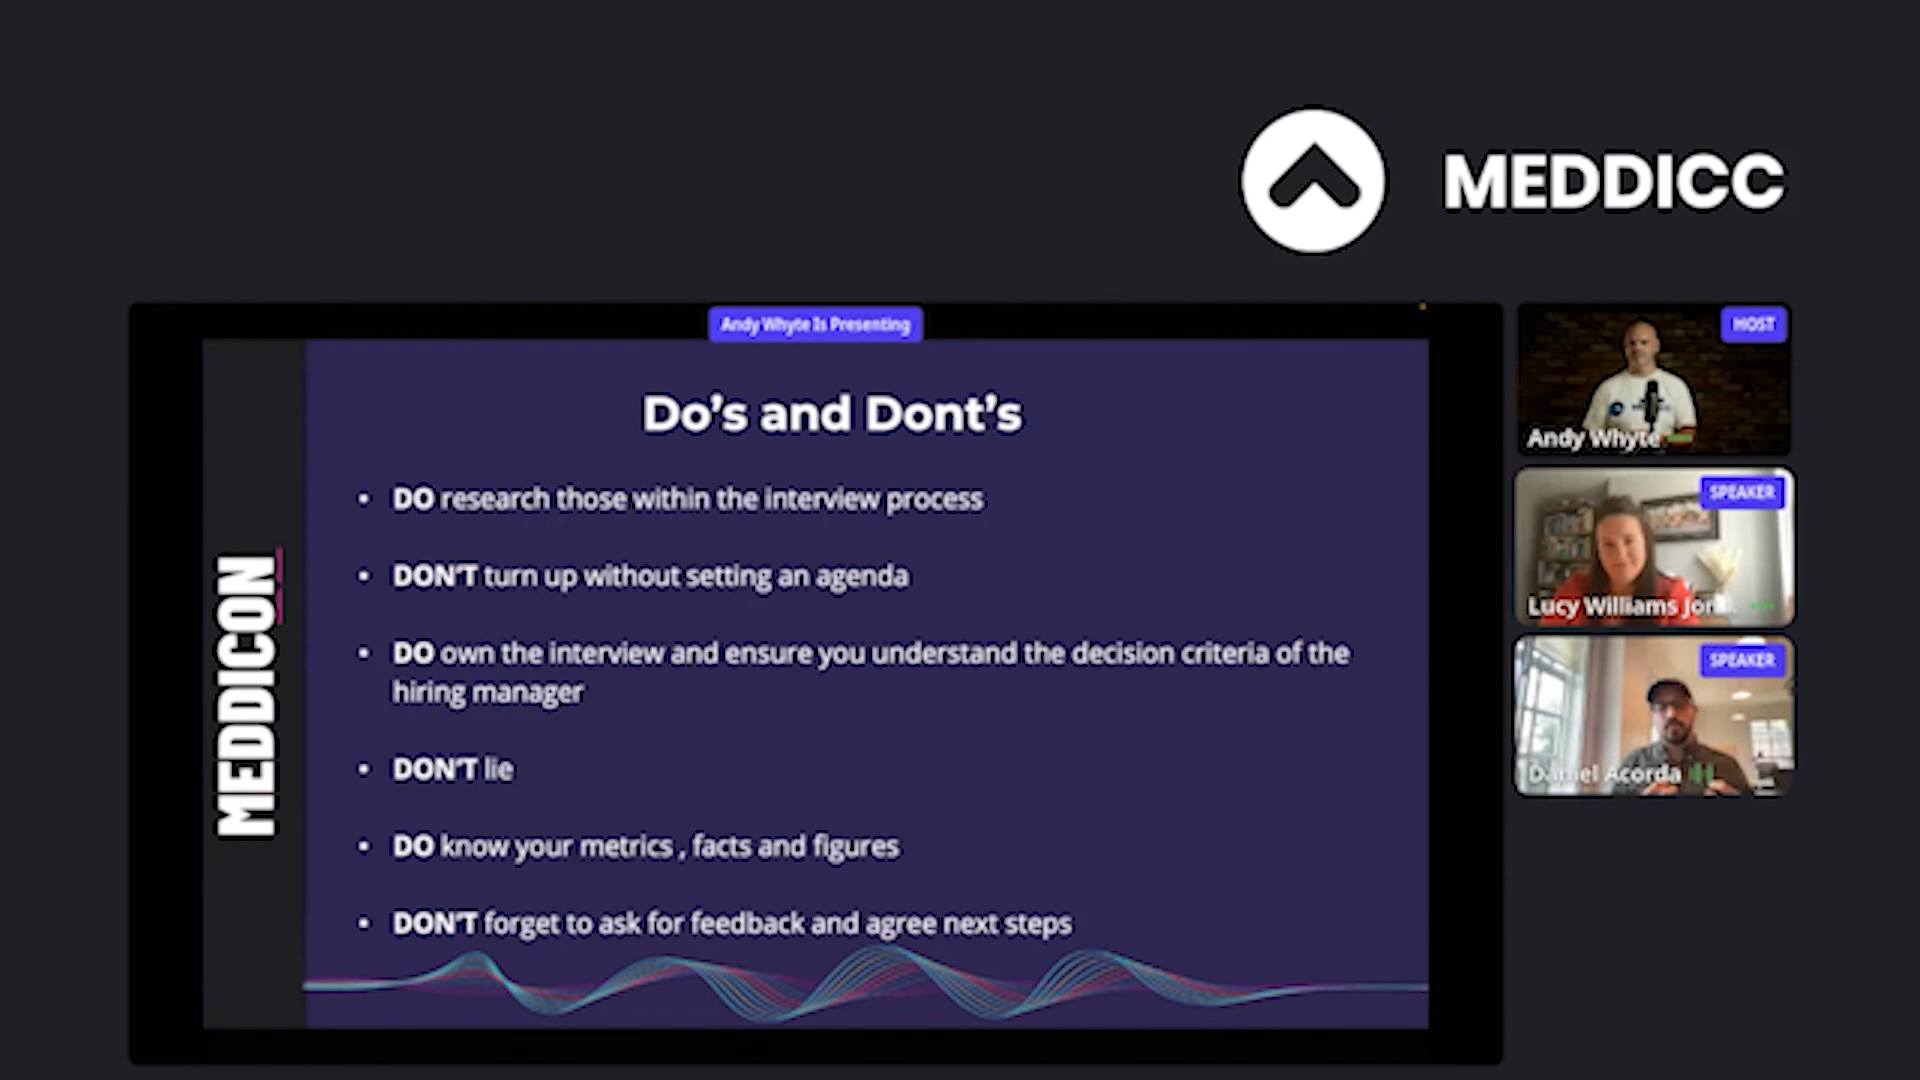 MEDDICC
Andy Whyte Is Presenting
HOST
Andy Whyte
SPEAKER
Lucy Williams Jon...
SPEAKER
Daniel Acorda
MEDDICON
Do's and Dont's
• DO research those within the interview process
• DON'T turn up without setting an agenda
• DO own the interview and ensure you understand the decision criteria of the
hiring manager
• DON'T lie
• DO know your metrics , facts and figures
• DON'T forget to ask for feedback and agree next steps